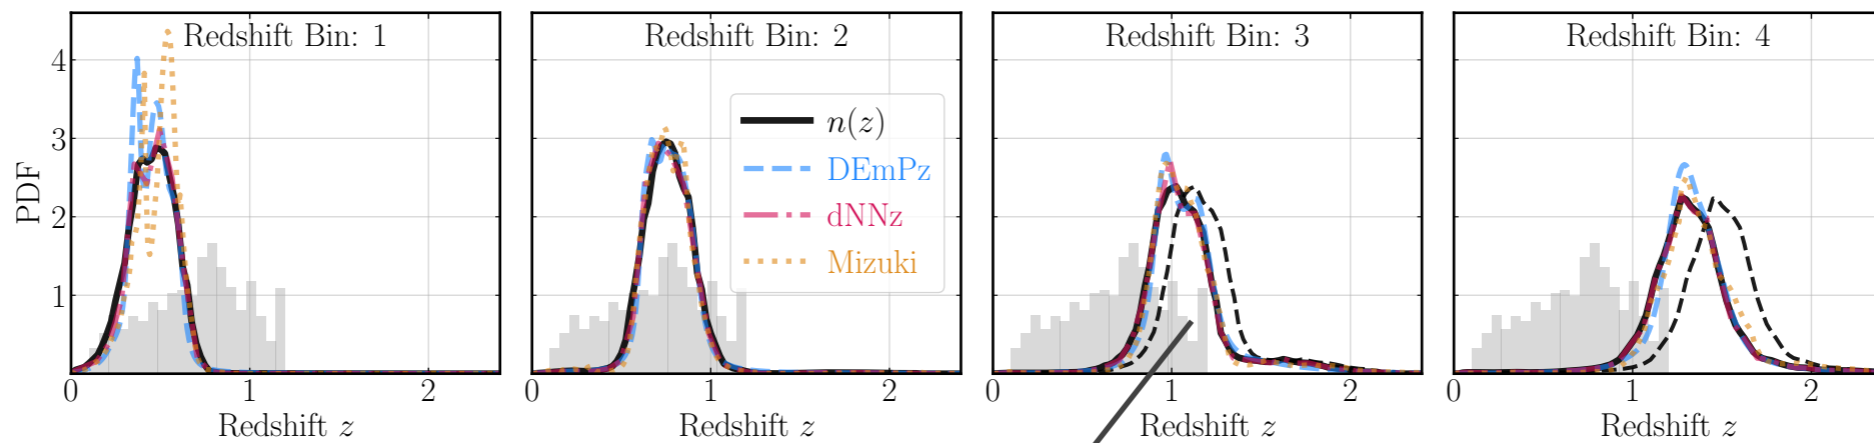 Redshift Bin: 1
Redshift Bin: 2
Redshift Bin: 3
Redshift Bin: 4
PDF
4
3
2
1
n(z)
DEmPz
dNNz
Mizuki
0 1 2
0 1 2
0 1 2
0 1 2
Redshift z
Redshift z
Redshift z
Redshift z